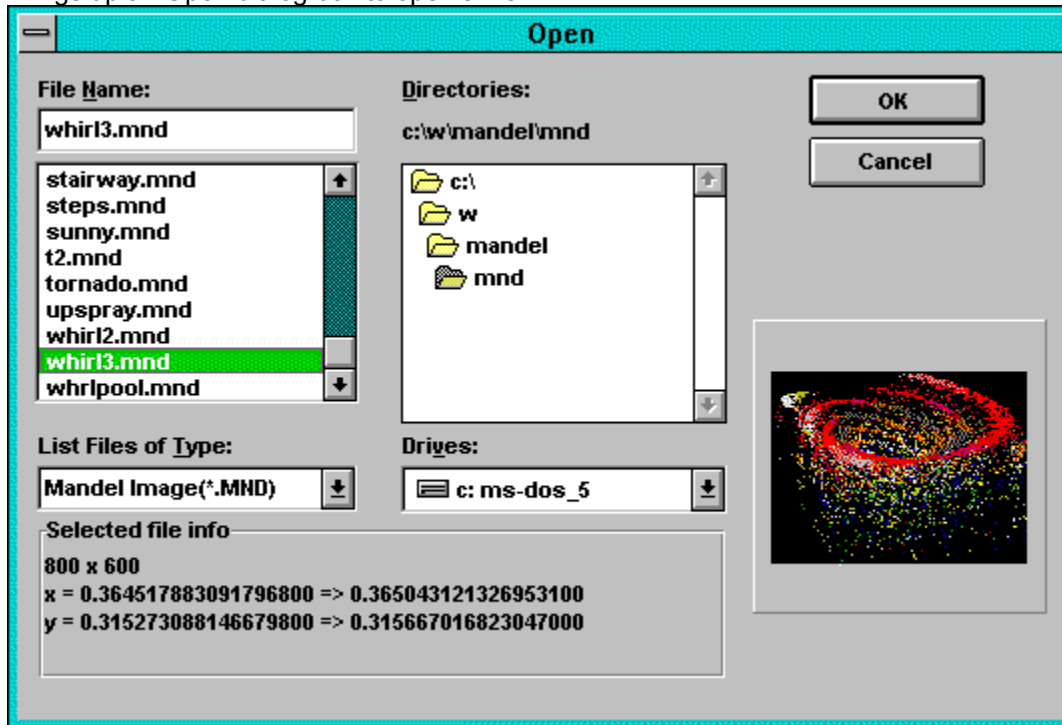 Open
File Name:
whirl3.mnd
stairway.mnd
steps.mnd
sunny.mnd
t2.mnd
tornado.mnd
upspray.mnd
whirl2.mnd
whirl3.mnd
whrlpool.mnd
List Files of Type:
Mandel Image(*.MND)
Directories:
c:\w\mandel\mnd
c:\
w
mandel
mnd
Drives:
c: ms-dos_5
OK
Cancel
Selected file info
800 x 600
x = 0.364517883091796800 => 0.365043121326953100
y = 0.315273088146679800 => 0.315667016823047000